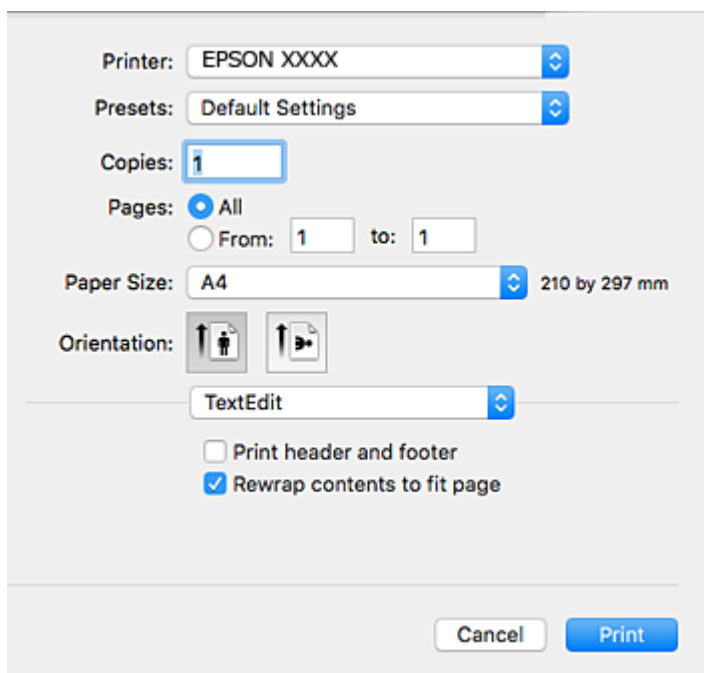 Printer: EPSON XXXX
Presets: Default Settings
Copies: 1
Pages: All
From: 1 to: 1
Paper Size: A4 210 by 297 mm
Orientation:
TextEdit
Print header and footer
Rewrap contents to fit page
Cancel Print